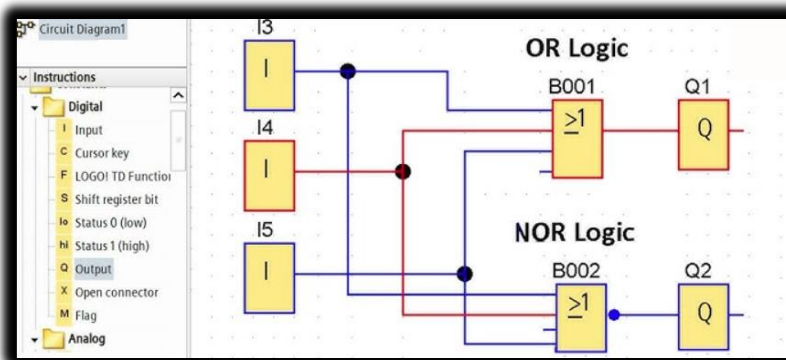 Circuit Diagram1
Instructions
Digital
I Input
C Cursor key
F LOGO! TD Function
S Shift register bit
lo Status 0 (low)
hi Status 1 (high)
Q Output
X Open connector
M Flag
Analog
I3
I
I4
I
I5
I
OR Logic
B001
≥1
Q1
Q
NOR Logic
B002
≥1
Q2
Q